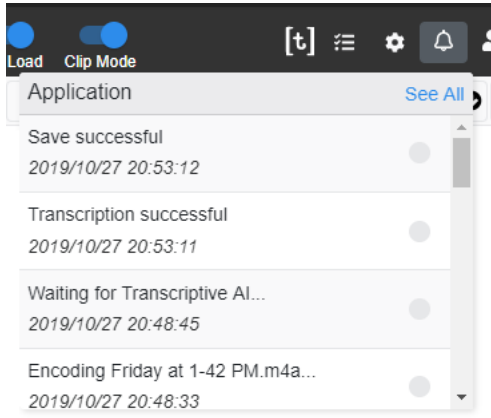 Load Clip Mode [t]
Application See All
Save successful
2019/10/27 20:53:12
Transcription successful
2019/10/27 20:53:11
Waiting for Transcriptive AI...
2019/10/27 20:48:45
Encoding Friday at 1-42 PM.m4a...
2019/10/27 20:48:33